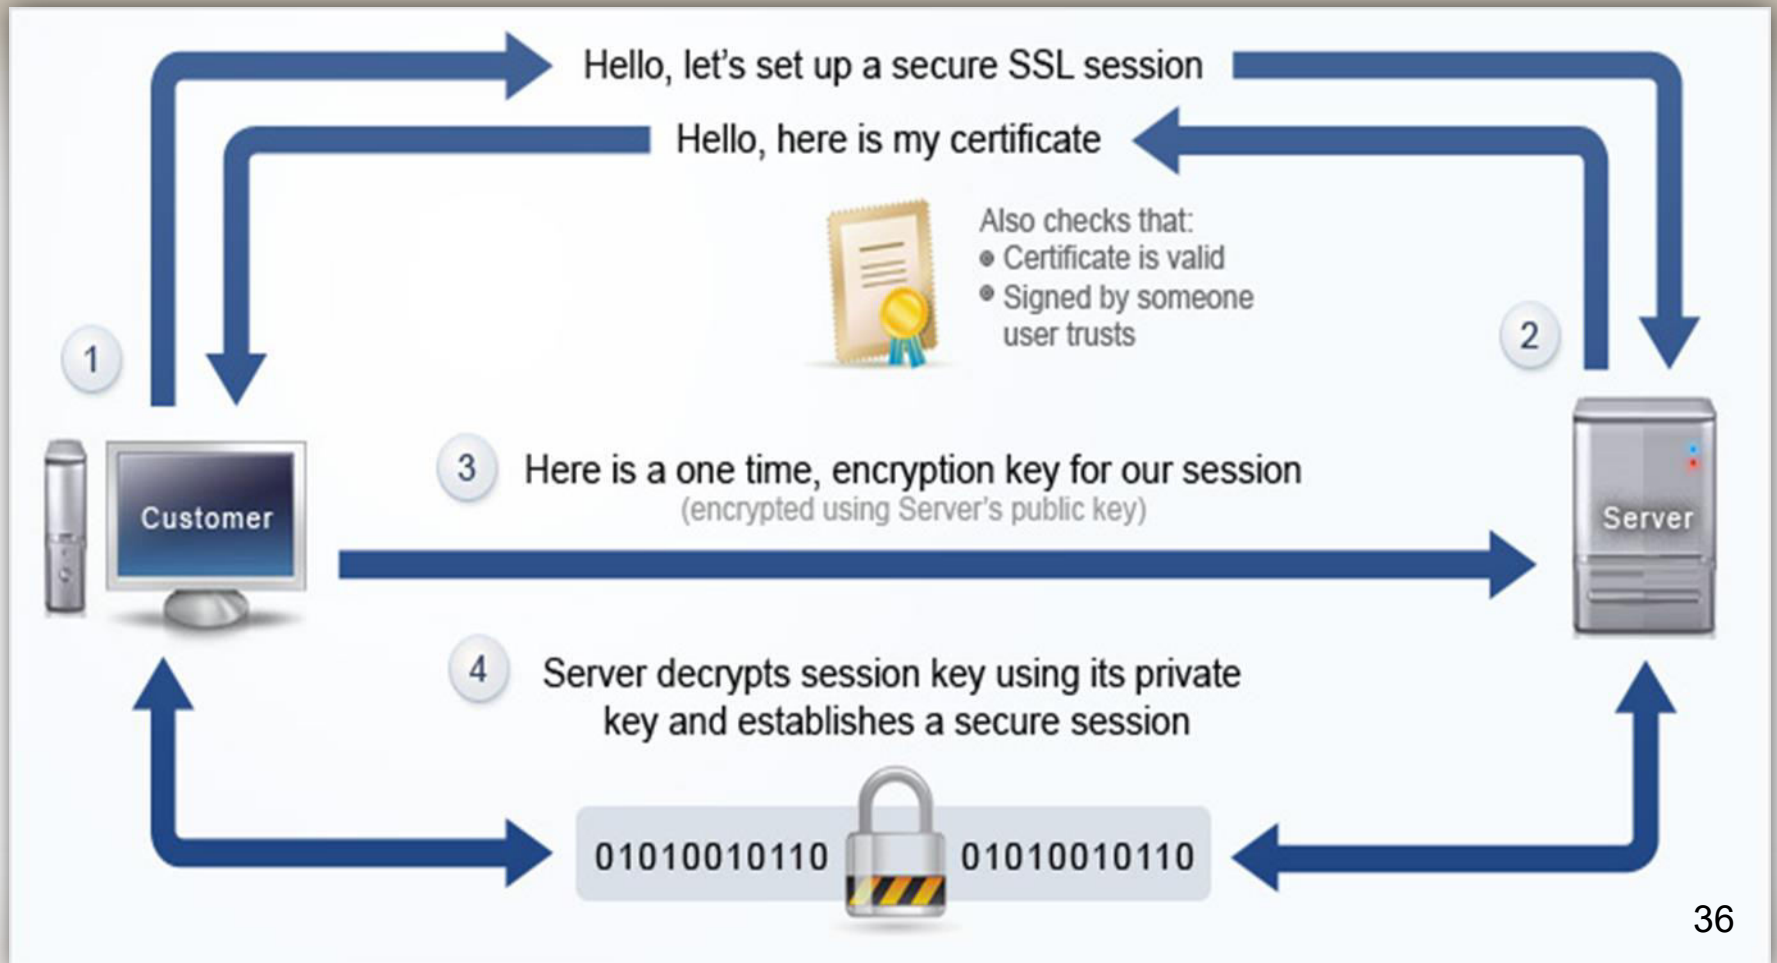 Hello, let's set up a secure SSL session
Hello, here is my certificate
Also checks that:
Certificate is valid
Signed by someone
user trusts
1
2
Customer
Server
3
Here is a one time, encryption key for our session
(encrypted using Server's public key)
4
Server decrypts session key using its private
key and establishes a secure session
01010010110
01010010110
36